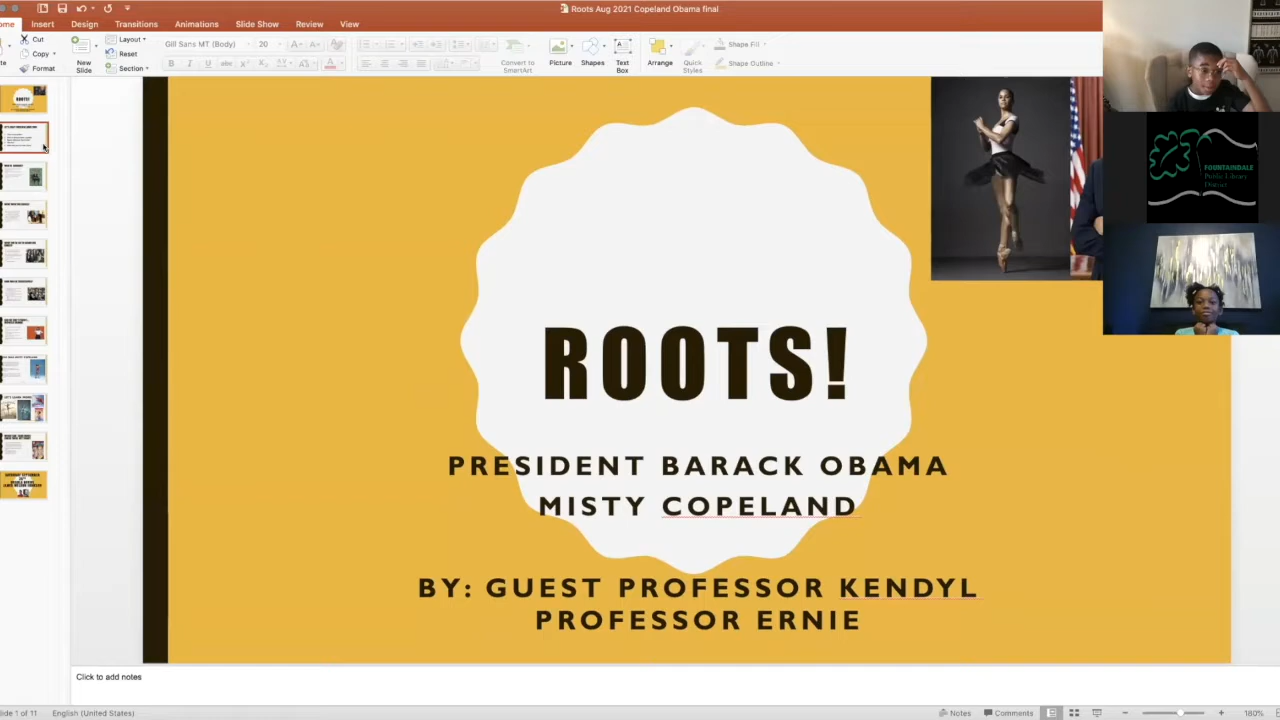 Roots Aug 2021 Copeland Obama final
Insert Design Transitions Animations Slide Show Review View
Cut
Copy
Format
New
Slide
Layout
Reset
Section
Gill Sans MT (Body) 20
Convert to
SmartArt
Picture
Shapes
Text
Box
Arrange
Quick
Styles
Shape Fill
Shape Outline
FOUNTAINDALE
Public Library
District
ROOTS!
PRESIDENT BARACK OBAMA
MISTY COPELAND
BY: GUEST PROFESSOR KENDYL
PROFESSOR ERNIE
Click to add notes
Slide 1 of 11 English (United States) Notes Comments 180%